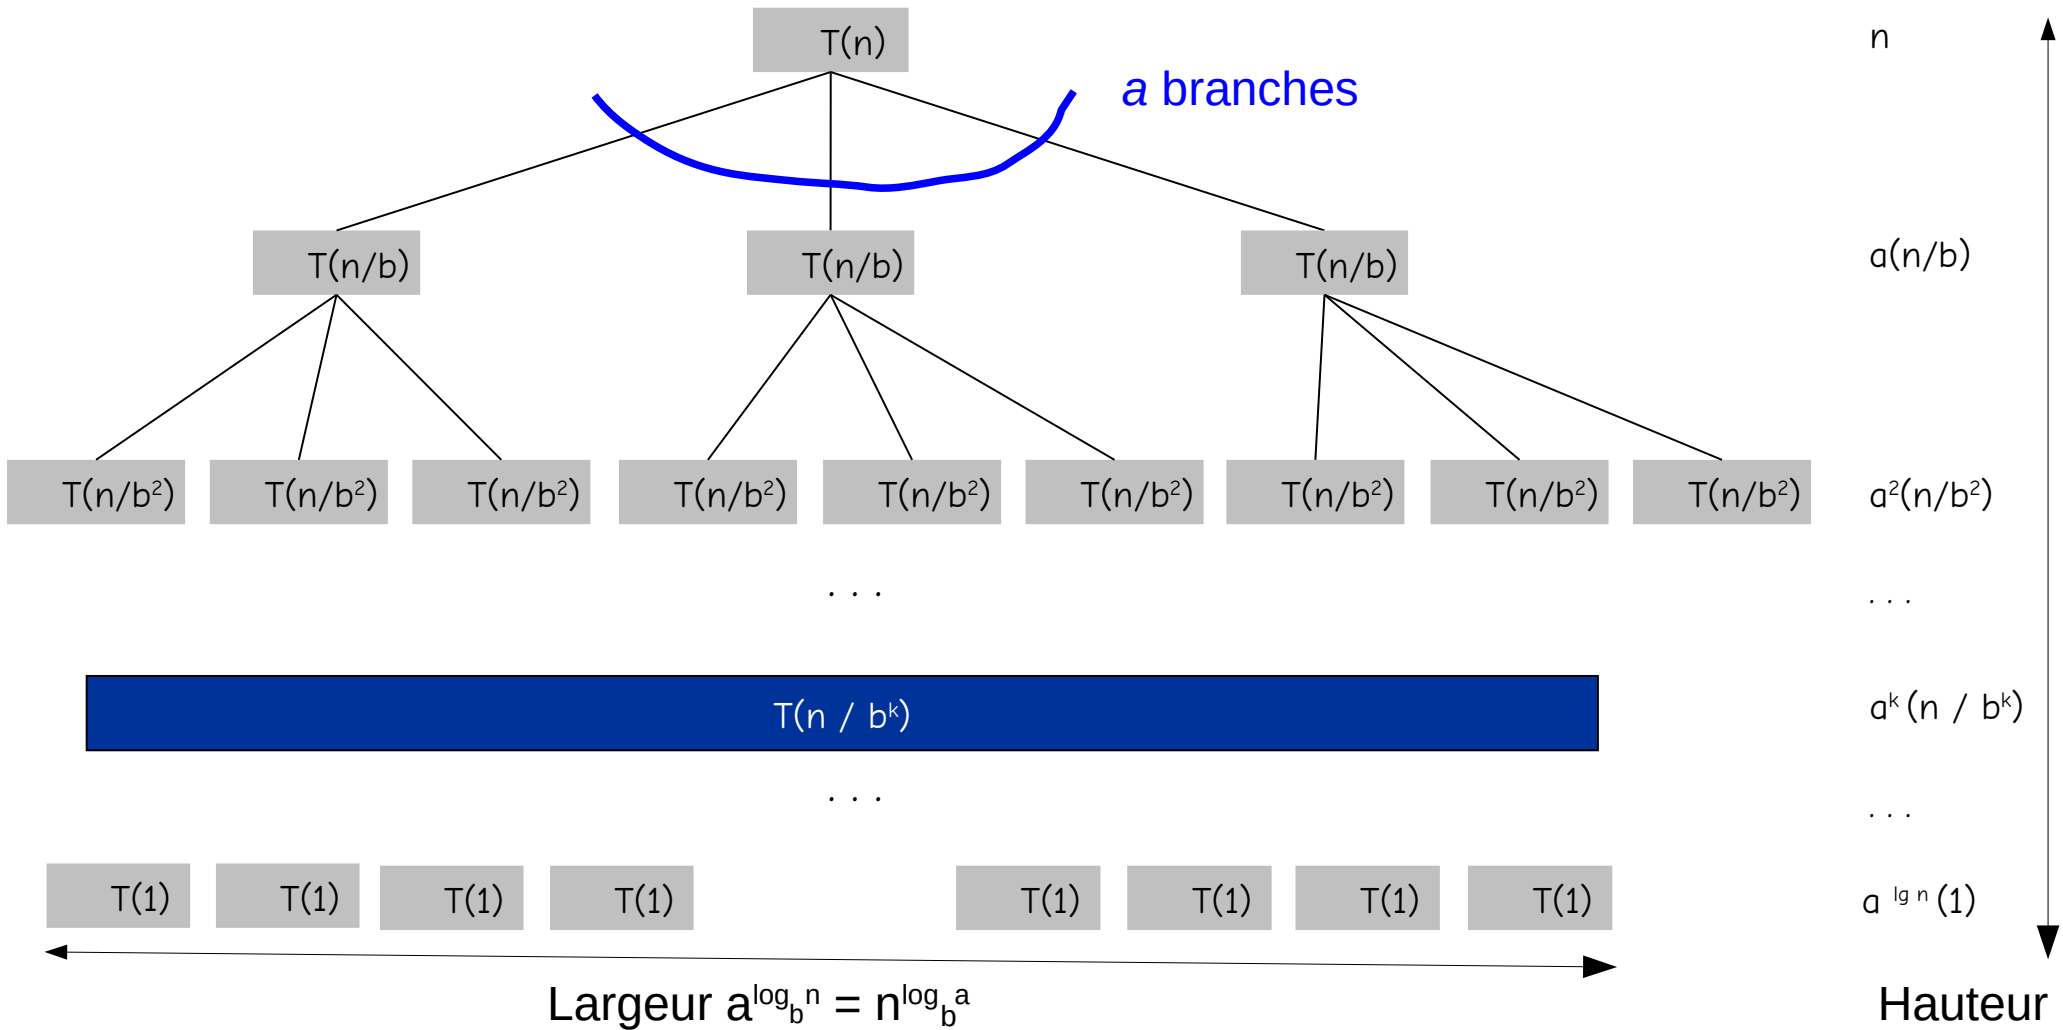 T(n) n
a branches
T(n/b) T(n/b) T(n/b) a(n/b)
T(n/b²) T(n/b²) T(n/b²) T(n/b²) T(n/b²) T(n/b²) T(n/b²) T(n/b²) T(n/b²) a²(n/b²)
. . . . . .
T(n / bᵏ) aᵏ (n / bᵏ)
. . . . . .
T(1) T(1) T(1) T(1) T(1) T(1) T(1) T(1) a ˡᵍ ⁿ (1)
Largeur a^log_b n = n^log_b a Hauteur